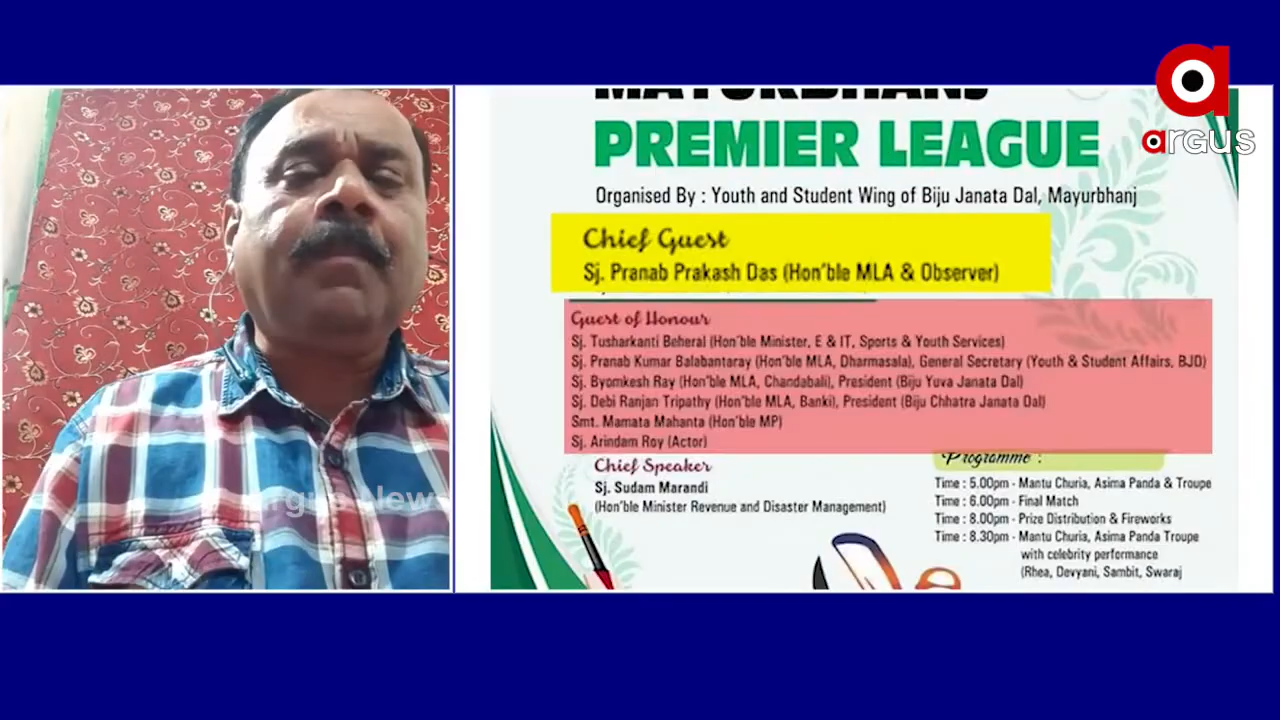 argus
MAYURBHANJ
PREMIER LEAGUE
Organised By : Youth and Student Wing of Biju Janata Dal, Mayurbhanj
Chief Guest
Sj. Pranab Prakash Das (Hon'ble MLA & Observer)
Guest of Honour
Sj. Tusharkanti Beheral (Hon'ble Minister, E & IT, Sports & Youth Services)
Sj. Pranab Kumar Balabantaray (Hon'ble MLA, Dharmasala), General Secretary (Youth & Student Affairs, BJD)
Sj. Byomkesh Ray (Hon'ble MLA, Chandabali), President (Biju Yuva Janata Dal)
Sj. Debi Ranjan Tripathy (Hon'ble MLA, Banki), President (Biju Chhatra Janata Dal)
Smt. Mamata Mahanta (Hon'ble MP)
Sj. Arindam Roy (Actor)
Chief Speaker
Sj. Sudam Marandi
(Hon'ble Minister Revenue and Disaster Management)
Programme :
Time : 5.00pm - Mantu Churia, Asima Panda & Troupe
Time : 6.00pm - Final Match
Time : 8.00pm - Prize Distribution & Fireworks
Time : 8.30pm - Mantu Churia, Asima Panda Troupe
with celebrity performance
(Rhea, Devyani, Sambit, Swaraj
Argus News